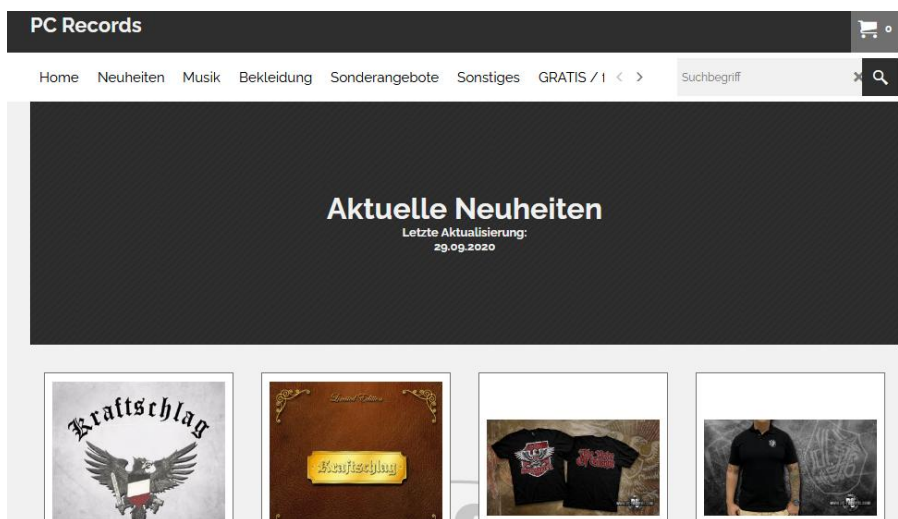 PC Records
0
Home Neuheiten Musik Bekleidung Sonderangebote Sonstiges GRATIS / f < >
Suchbegriff
Aktuelle Neuheiten
Letzte Aktualisierung:
29.09.2020
Kraftschlag
Limited Edition
Kraftschlag